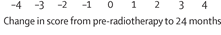 –4 –3 –2 –1 0 1 2 3 4
Change in score from pre-radiotherapy to 24 months